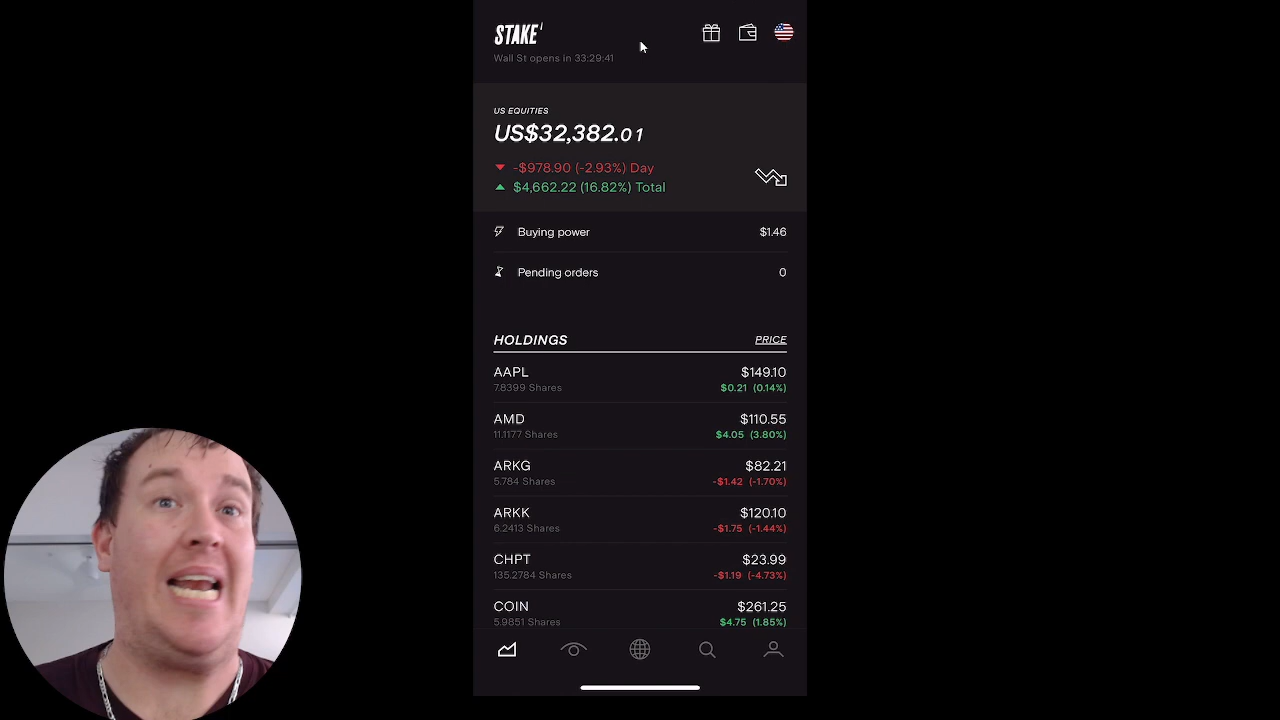 STAKE
Wall St opens in 33:29:41
US EQUITIES
US$32,382.01
-$978.90 (-2.93%) Day
$4,662.22 (16.82%) Total
Buying power $1.46
Pending orders 0
HOLDINGS PRICE
AAPL $149.10
7.8399 Shares $0.21 (0.14%)
AMD $110.55
11.1177 Shares $4.05 (3.80%)
ARKG $82.21
5.784 Shares -$1.42 (-1.70%)
ARKK $120.10
6.2413 Shares -$1.75 (-1.44%)
CHPT $23.99
135.2784 Shares -$1.19 (-4.73%)
COIN $261.25
5.9851 Shares $4.75 (1.85%)